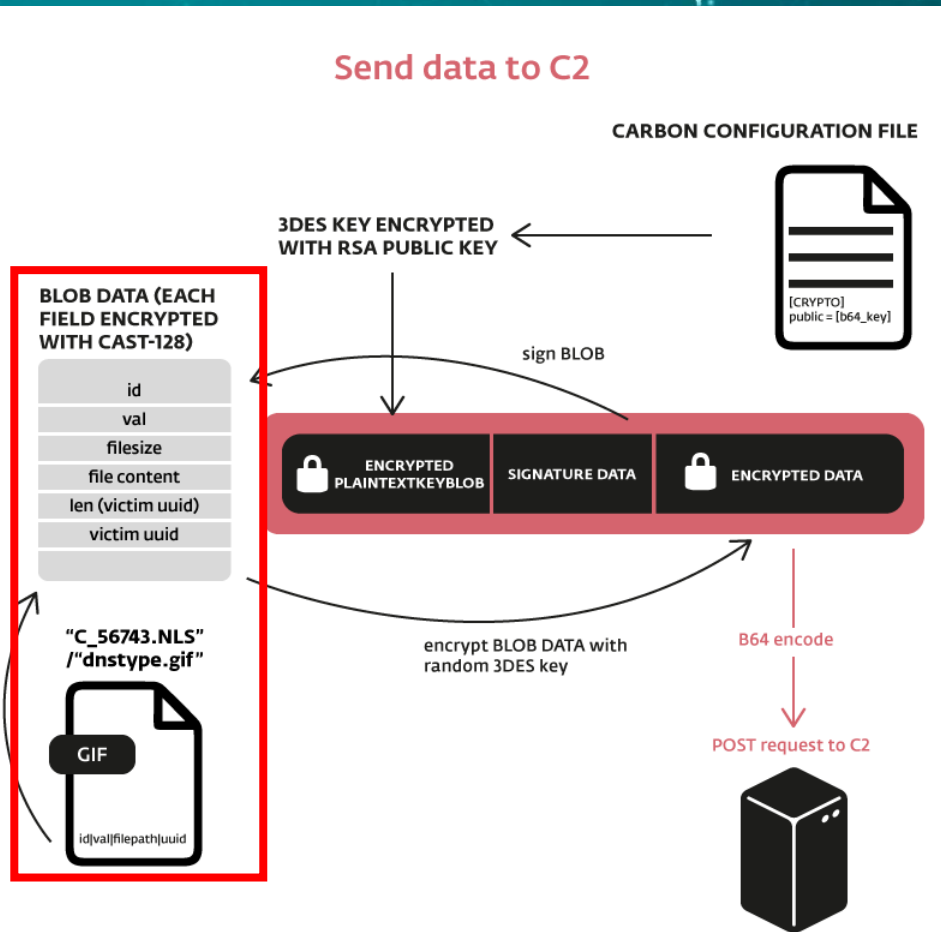 Send data to C2
CARBON CONFIGURATION FILE
[CRYPTO]
public = [b64_key]
3DES KEY ENCRYPTED
WITH RSA PUBLIC KEY
BLOB DATA (EACH
FIELD ENCRYPTED
WITH CAST-128)
id
val
filesize
file content
len (victim uuid)
victim uuid
sign BLOB
ENCRYPTED
PLAINTEXTKEYBLOB
SIGNATURE DATA
ENCRYPTED DATA
encrypt BLOB DATA with
random 3DES key
B64 encode
POST request to C2
“C_56743.NLS”
/“dnstype.gif”
GIF
id|val|filepath|uuid